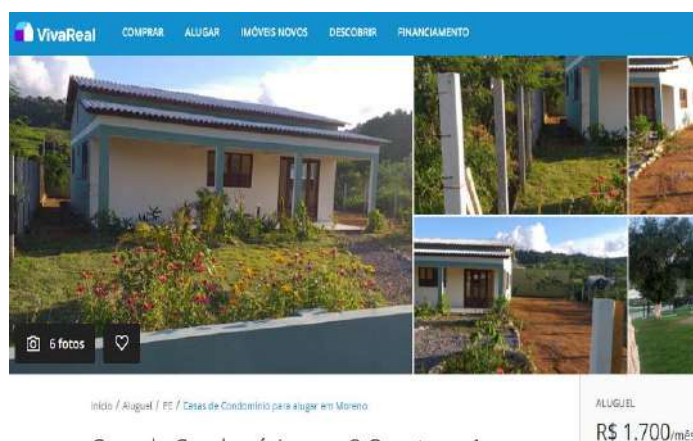 VivaReal COMPRAR ALUGAR IMÓVEIS NOVOS DESCOBRIR FINANCIAMENTO
6 fotos
Início / Aluguel / PE / Casas de Condomínio para alugar em Moreno
ALUGUEL
R$ 1.700/mês